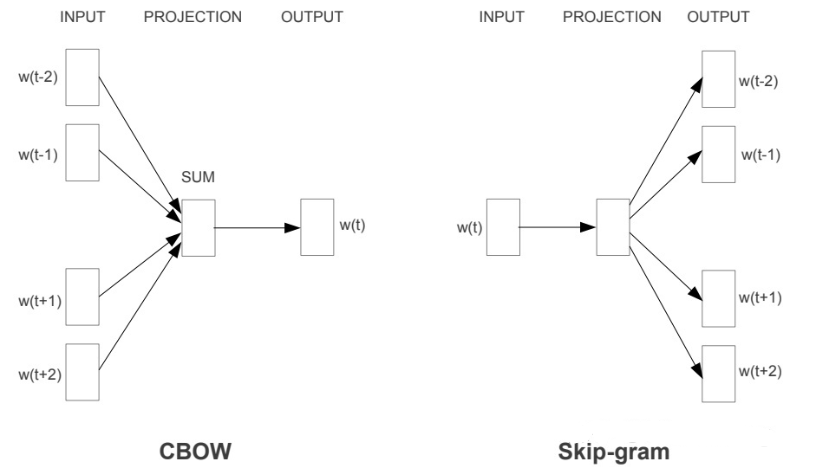 INPUT PROJECTION OUTPUT
w(t-2)
w(t-1)
SUM
w(t)
w(t+1)
w(t+2)
CBOW
INPUT PROJECTION OUTPUT
w(t-2)
w(t-1)
w(t)
w(t+1)
w(t+2)
Skip-gram